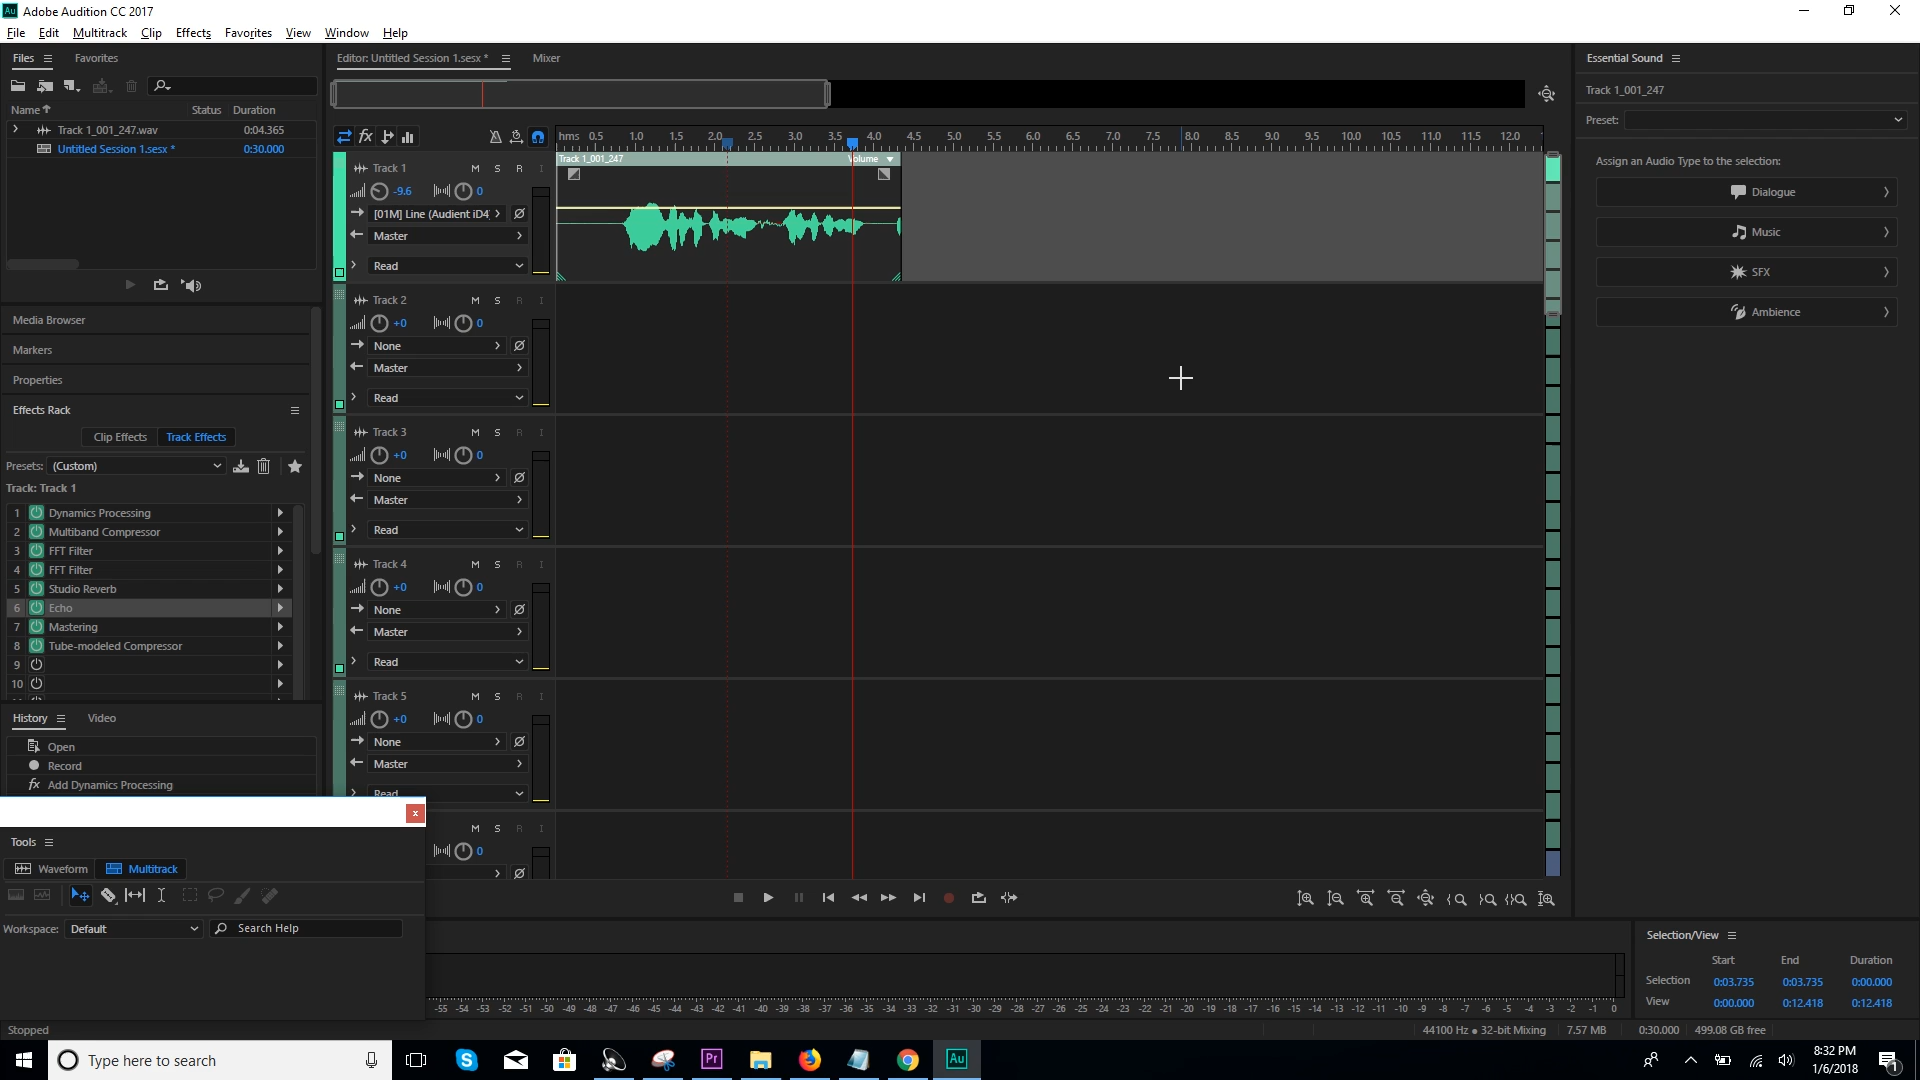 Au Adobe Audition CC 2017
File Edit Multitrack Clip Effects Favorites View Window Help
Files Favorites
Name Status Duration
Track 1_001_247.wav 0:04.365
Untitled Session 1.sesx * 0:30.000
Media Browser
Markers
Properties
Effects Rack
Clip Effects Track Effects
Presets: (Custom)
Track: Track 1
1 Dynamics Processing
2 Multiband Compressor
3 FFT Filter
4 FFT Filter
5 Studio Reverb
6 Echo
7 Mastering
8 Tube-modeled Compressor
9
10
History Video
Open
Record
fx Add Dynamics Processing
Tools
Waveform Multitrack
Workspace: Default Search Help
Stopped
Editor: Untitled Session 1.sesx * Mixer
fx
hms 0.5 1.0 1.5 2.0 2.5 3.0 3.5 4.0 4.5 5.0 5.5 6.0 6.5 7.0 7.5 8.0 8.5 9.0 9.5 10.0 10.5 11.0 11.5 12.0
Track 1_001_247 Volume
Track 1 M S R I
-9.6 0
[01M] Line (Audient iD4
Master
Read
Track 2 M S R I
+0 0
None
Master
Read
Track 3 M S R I
+0 0
None
Master
Read
Track 4 M S R I
+0 0
None
Master
Read
Track 5 M S R I
+0 0
None
Master
Read
M S R I
0
-55 -54 -53 -52 -51 -50 -49 -48 -47 -46 -45 -44 -43 -42 -41 -40 -39 -38 -37 -36 -35 -34 -33 -32 -31 -30 -29 -28 -27 -26 -25 -24 -23 -22 -21 -20 -19 -18 -17 -16 -15 -14 -13 -12 -11 -10 -9 -8 -7 -6 -5 -4 -3 -2 -1 0
Essential Sound
Track 1_001_247
Preset:
Assign an Audio Type to the selection:
Dialogue
Music
SFX
Ambience
Selection/View
Start End Duration
Selection 0:03.735 0:03.735 0:00.000
View 0:00.000 0:12.418 0:12.418
44100 Hz ● 32-bit Mixing 7.57 MB 0:30.000 499.08 GB free
Type here to search
Pr
Au
8:32 PM
1/6/2018
1